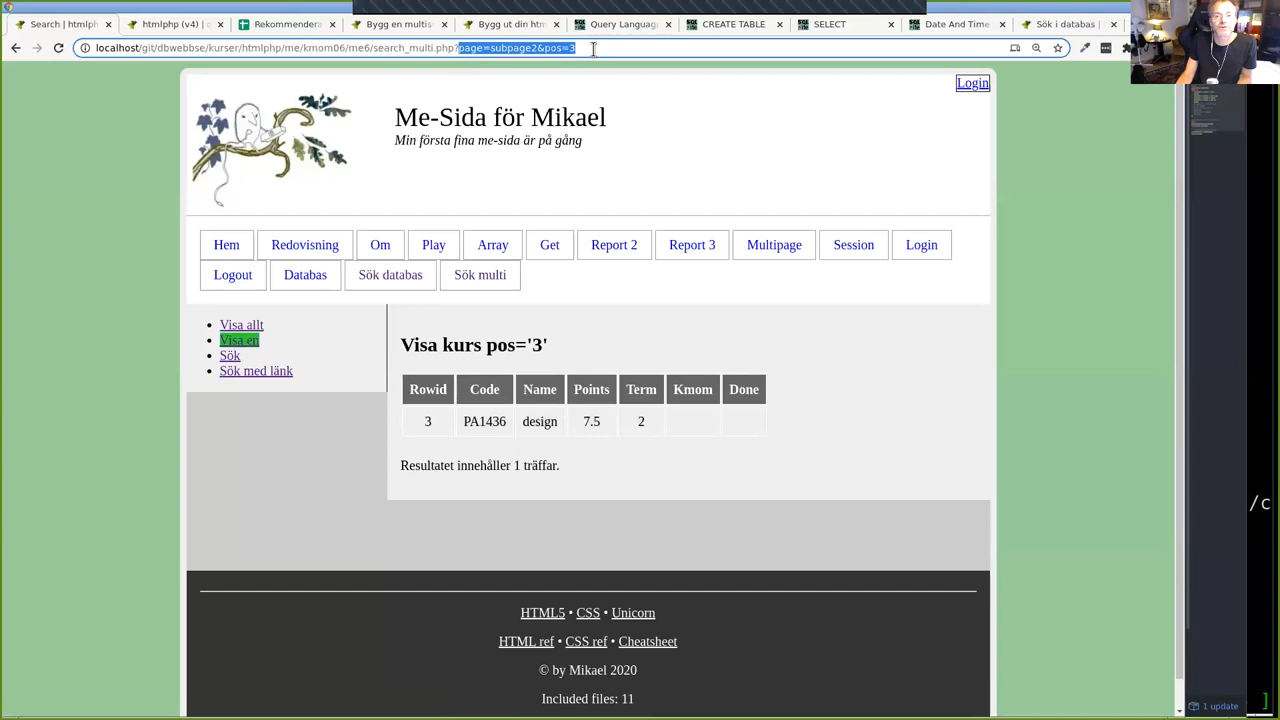 Search | htmlph
htmlphp (v4) | g
Rekommendera
Bygg en multis
Bygg ut din htm
Query Languag
CREATE TABLE
SELECT
Date And Time
Sök i databas |
localhost/git/dbwebbse/kurser/htmlphp/me/kmom06/me6/search_multi.php?page=subpage2&pos=3
Login
Me-Sida för Mikael
Min första fina me-sida är på gång
Hem Redovisning Om Play Array Get Report 2 Report 3 Multipage Session Login
Logout Databas Sök databas Sök multi
Visa allt
Visa en
Sök
Sök med länk
Visa kurs pos='3'
Rowid Code Name Points Term Kmom Done
3 PA1436 design 7.5 2
Resultatet innehåller 1 träffar.
HTML5 • CSS • Unicorn
HTML ref • CSS ref • Cheatsheet
© by Mikael 2020
Included files: 11
/c
]
1 update